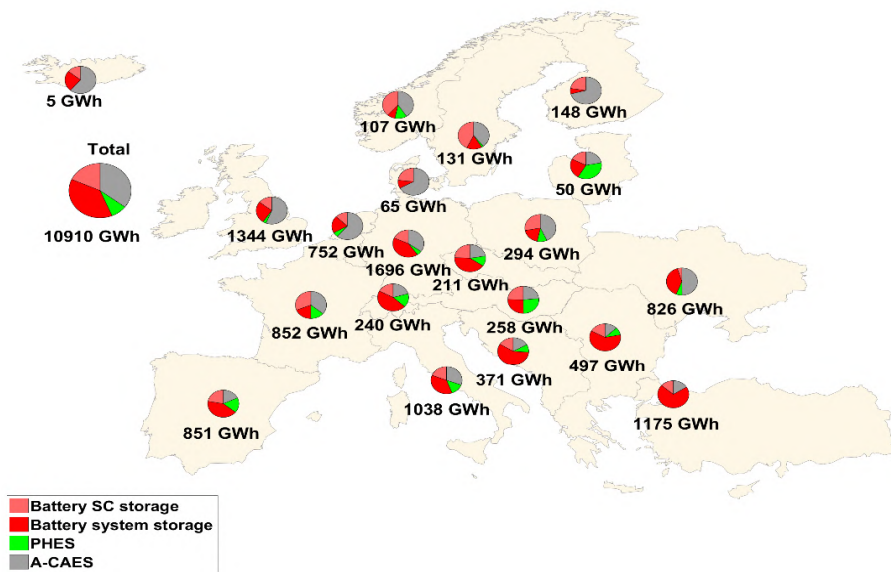 5 GWh
107 GWh
148 GWh
131 GWh
Total
50 GWh
65 GWh
10910 GWh
1344 GWh
752 GWh
1696 GWh
294 GWh
211 GWh
826 GWh
852 GWh
240 GWh
258 GWh
497 GWh
371 GWh
1038 GWh
1175 GWh
851 GWh
Battery SC storage
Battery system storage
PHES
A-CAES